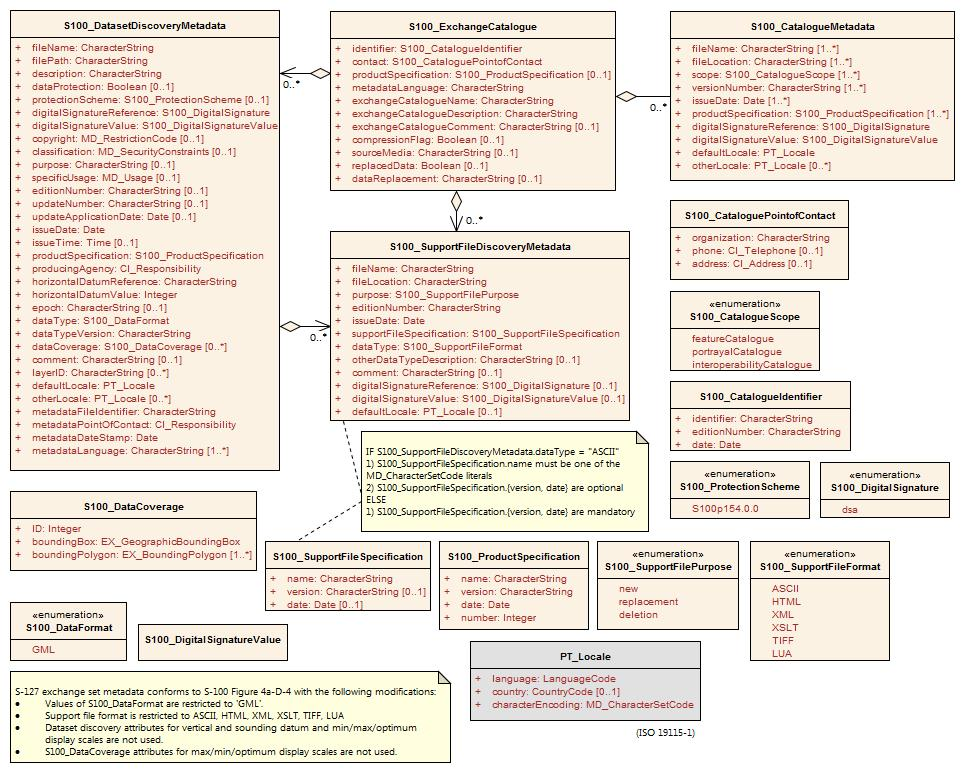 S100_DatasetDiscoveryMetadata
+ fileName: CharacterString
+ filePath: CharacterString
+ description: CharacterString
+ dataProtection: Boolean [0..1]
+ protectionScheme: S100_ProtectionScheme [0..1]
+ digitalSignatureReference: S100_DigitalSignature
+ digitalSignatureValue: S100_DigitalSignatureValue
+ copyright: MD_RestrictionCode [0..1]
+ classification: MD_SecurityConstraints [0..1]
+ purpose: CharacterString [0..1]
+ specificUsage: MD_Usage [0..1]
+ editionNumber: CharacterString [0..1]
+ updateNumber: CharacterString [0..1]
+ updateApplicationDate: Date [0..1]
+ issueDate: Date
+ issueTime: Time [0..1]
+ productSpecification: S100_ProductSpecification
+ producingAgency: CI_Responsibility
+ horizontalDatumReference: CharacterString
+ horizontalDatumValue: Integer
+ epoch: CharacterString [0..1]
+ dataType: S100_DataFormat
+ dataTypeVersion: CharacterString
+ dataCoverage: S100_DataCoverage [0..*]
+ comment: CharacterString [0..1]
+ layerID: CharacterString [0..*]
+ defaultLocale: PT_Locale
+ otherLocale: PT_Locale [0..*]
+ metadataFileIdentifier: CharacterString
+ metadataPointOfContact: CI_Responsibility
+ metadataDateStamp: Date
+ metadataLanguage: CharacterString [1..*]
0..*
S100_ExchangeCatalogue
+ identifier: S100_CatalogueIdentifier
+ contact: S100_CataloguePointofContact
+ productSpecification: S100_ProductSpecification [0..1]
+ metadataLanguage: CharacterString
+ exchangeCatalogueName: CharacterString
+ exchangeCatalogueDescription: CharacterString
+ exchangeCatalogueComment: CharacterString [0..1]
+ compressionFlag: Boolean [0..1]
+ sourceMedia: CharacterString [0..1]
+ replacedData: Boolean [0..1]
+ dataReplacement: CharacterString [0..1]
0..*
S100_CatalogueMetadata
+ fileName: CharacterString [1..*]
+ fileLocation: CharacterString [1..*]
+ scope: S100_CatalogueScope [1..*]
+ versionNumber: CharacterString [1..*]
+ issueDate: Date [1..*]
+ productSpecification: S100_ProductSpecification [1..*]
+ digitalSignatureReference: S100_DigitalSignature
+ digitalSignatureValue: S100_DigitalSignatureValue
+ defaultLocale: PT_Locale
+ otherLocale: PT_Locale [0..*]
0..*
S100_SupportFileDiscoveryMetadata
+ fileName: CharacterString
+ fileLocation: CharacterString
+ purpose: S100_SupportFilePurpose
+ editionNumber: CharacterString
+ issueDate: Date
+ supportFileSpecification: S100_SupportFileSpecification
+ dataType: S100_SupportFileFormat
+ otherDataTypeDescription: CharacterString [0..1]
+ comment: CharacterString [0..1]
+ digitalSignatureReference: S100_DigitalSignature [0..1]
+ digitalSignatureValue: S100_DigitalSignatureValue [0..1]
+ defaultLocale: PT_Locale [0..1]
0..*
S100_CataloguePointofContact
+ organization: CharacterString
+ phone: CI_Telephone [0..1]
+ address: CI_Address [0..1]
«enumeration»
S100_CatalogueScope
featureCatalogue
portrayalCatalogue
interoperabilityCatalogue
S100_CatalogueIdentifier
+ identifier: CharacterString
+ editionNumber: CharacterString
+ date: Date
IF S100_SupportFileDiscoveryMetadata.dataType = "ASCII"
1) S100_SupportFileSpecification.name must be one of the
MD_CharacterSetCode literals
2) S100_SupportFileSpecification.{version, date} are optional
ELSE
1) S100_SupportFileSpecification.{version, date} are mandatory
«enumeration»
S100_ProtectionScheme
S100p154.0.0
«enumeration»
S100_DigitalSignature
dsa
S100_DataCoverage
+ ID: Integer
+ boundingBox: EX_GeographicBoundingBox
+ boundingPolygon: EX_BoundingPolygon [1..*]
S100_SupportFileSpecification
+ name: CharacterString
+ version: CharacterString [0..1]
+ date: Date [0..1]
S100_ProductSpecification
+ name: CharacterString
+ version: CharacterString
+ date: Date
+ number: Integer
«enumeration»
S100_SupportFilePurpose
new
replacement
deletion
«enumeration»
S100_SupportFileFormat
ASCII
HTML
XML
XSLT
TIFF
LUA
«enumeration»
S100_DataFormat
GML
S100_DigitalSignatureValue
PT_Locale
+ language: LanguageCode
+ country: CountryCode [0..1]
+ characterEncoding: MD_CharacterSetCode
(ISO 19115-1)
S-127 exchange set metadata conforms to S-100 Figure 4a-D-4 with the following modifications:
• Values of S100_DataFormat are restricted to 'GML'.
• Support file format is restricted to ASCII, HTML, XML, XSLT, TIFF, LUA
• Dataset discovery attributes for vertical and sounding datum and min/max/optimum
display scales are not used.
• S100_DataCoverage attributes for max/min/optimum display scales are not used.